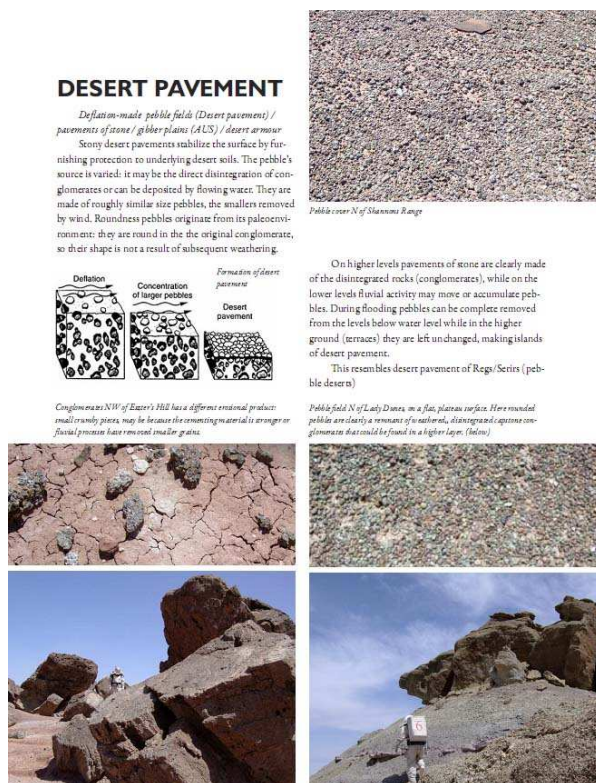 DESERT PAVEMENT
Deflation-made pebble fields (Desert pavement) /
pavements of stone / gibber plains (AUS) / desert armour
Stony desert pavements stabilize the surface by fur-
nishing protection to underlying desert soils. The pebble's
source is varied: it may be the direct disintegration of con-
glomerates or can be deposited by flowing water. They are
made of roughly similar size pebbles, the smallers removed
by wind. Roundness pebbles originate from its paleoenvi-
ronment: they are round in the the original conglomerate,
so their shape is not a result of subsequent weathering.
Deflation
Concentration
of larger pebbles
Desert
pavement
Formation of desert
pavement
Conglomerates NW of Exzter's Hill has a different erosional product:
small crumby pieces, may be because the cementing material is stronger or
fluvial processes have removed smaller grains.
Pebble cover N of Shannons Range
On higher levels pavements of stone are clearly made
of the disintegrated rocks (conglomerates), while on the
lower levels fluvial activity may move or accumulate peb-
bles. During flooding pebbles can be complete removed
from the levels below water level while in the higher
ground (terraces) they are left unchanged, making islands
of desert pavement.
This resembles desert pavement of Regs/Serirs (peb-
ble deserts)
Pebble field N of Lady Dunes, on a flat, plateau surface. Here rounded
pebbles are clearly a remnant of weathered,, disintegrated capstone con-
glomerates that could be found in a higher layer. (below)
6